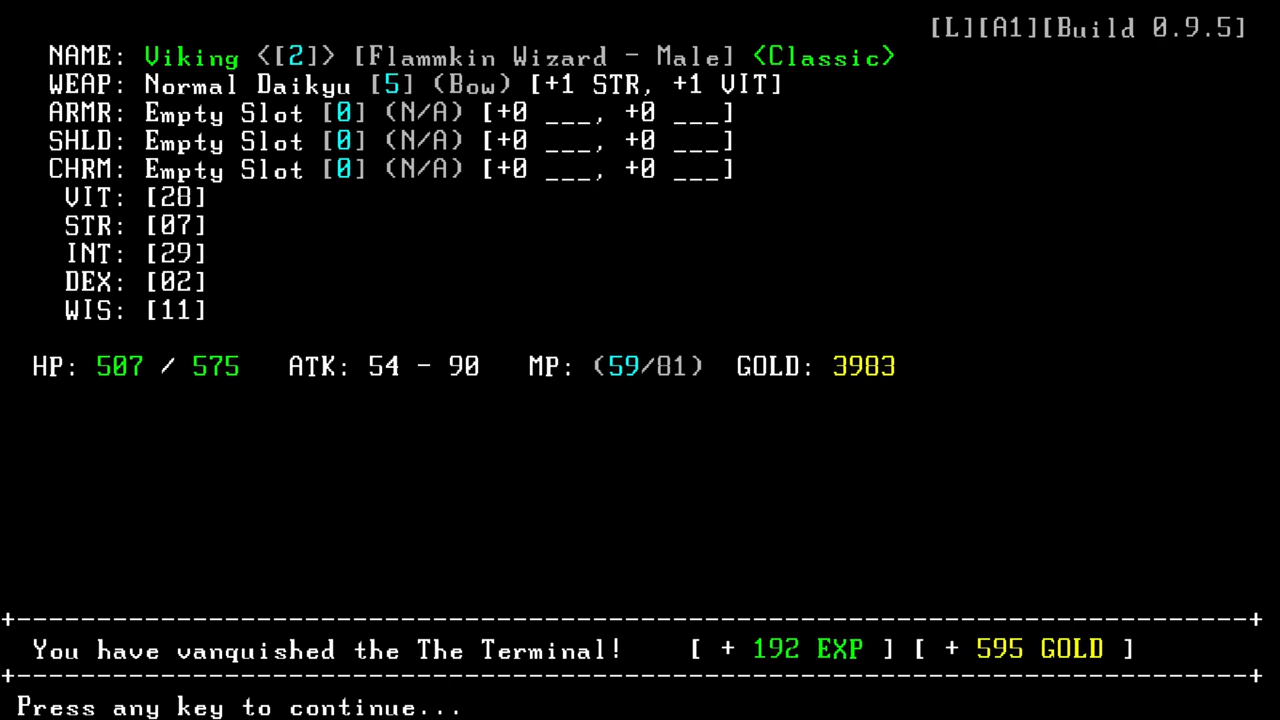 [L][A1][Build 0.9.5]
NAME: Viking <[2]> [Flammkin Wizard - Male] <Classic>
WEAP: Normal Daikyu [5] (Bow) [+1 STR, +1 VIT]
ARMR: Empty Slot [0] (N/A) [+0 ___, +0 ___]
SHLD: Empty Slot [0] (N/A) [+0 ___, +0 ___]
CHRM: Empty Slot [0] (N/A) [+0 ___, +0 ___]
VIT: [28]
STR: [07]
INT: [29]
DEX: [02]
WIS: [11]
HP: 507 / 575 ATK: 54 - 90 MP: (59/81) GOLD: 3983
You have vanquished the The Terminal! [ + 192 EXP ] [ + 595 GOLD ]
Press any key to continue...